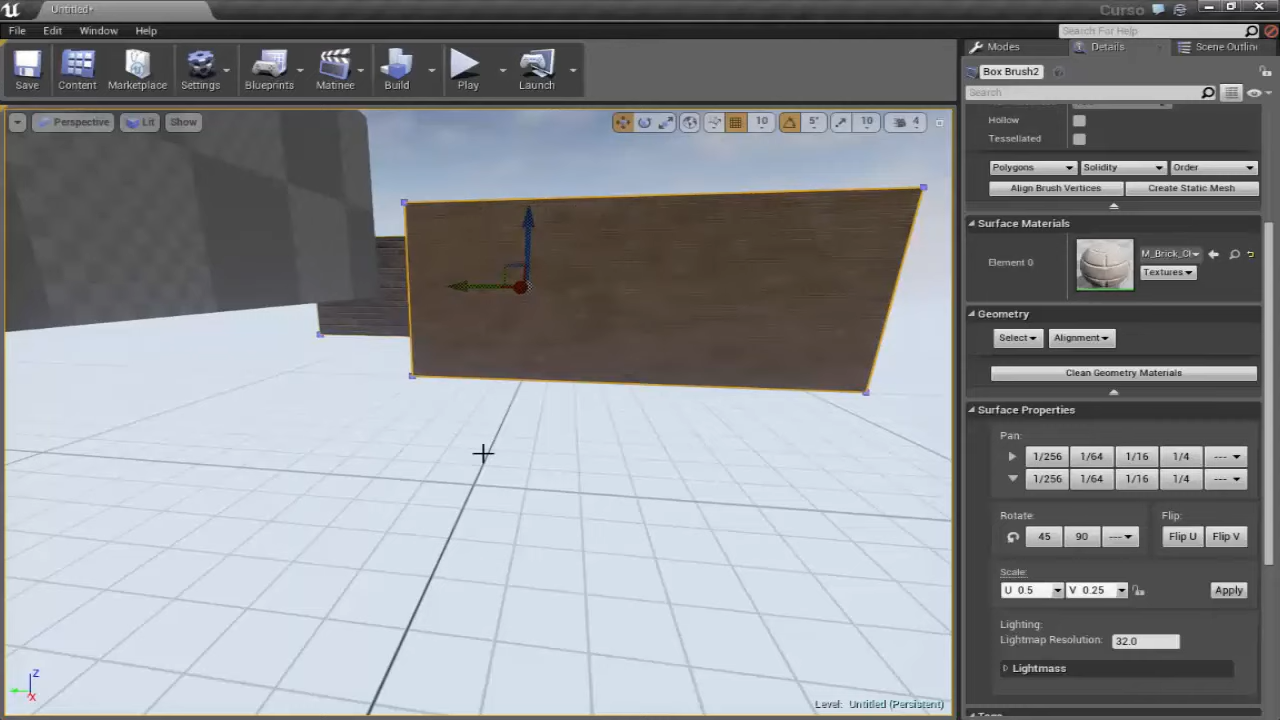 Untitled*
Curso
File Edit Window Help
Search For Help
Save Content Marketplace Settings Blueprints Matinee Build Play Launch
Modes Details Scene Outlin
Box Brush2
Search
Perspective Lit Show
10 5° 10 4
Hollow
Tessellated
Polygons Solidity Order
Align Brush Vertices Create Static Mesh
Surface Materials
Element 0
M_Brick_Cl
Textures
Geometry
Select Alignment
Clean Geometry Materials
Surface Properties
Pan:
1/256 1/64 1/16 1/4 ---
1/256 1/64 1/16 1/4 ---
Rotate: Flip:
45 90 --- Flip U Flip V
Scale:
U 0.5 V 0.25 Apply
Lighting:
Lightmap Resolution: 32.0
Lightmass
Z
X
Level: Untitled (Persistent)